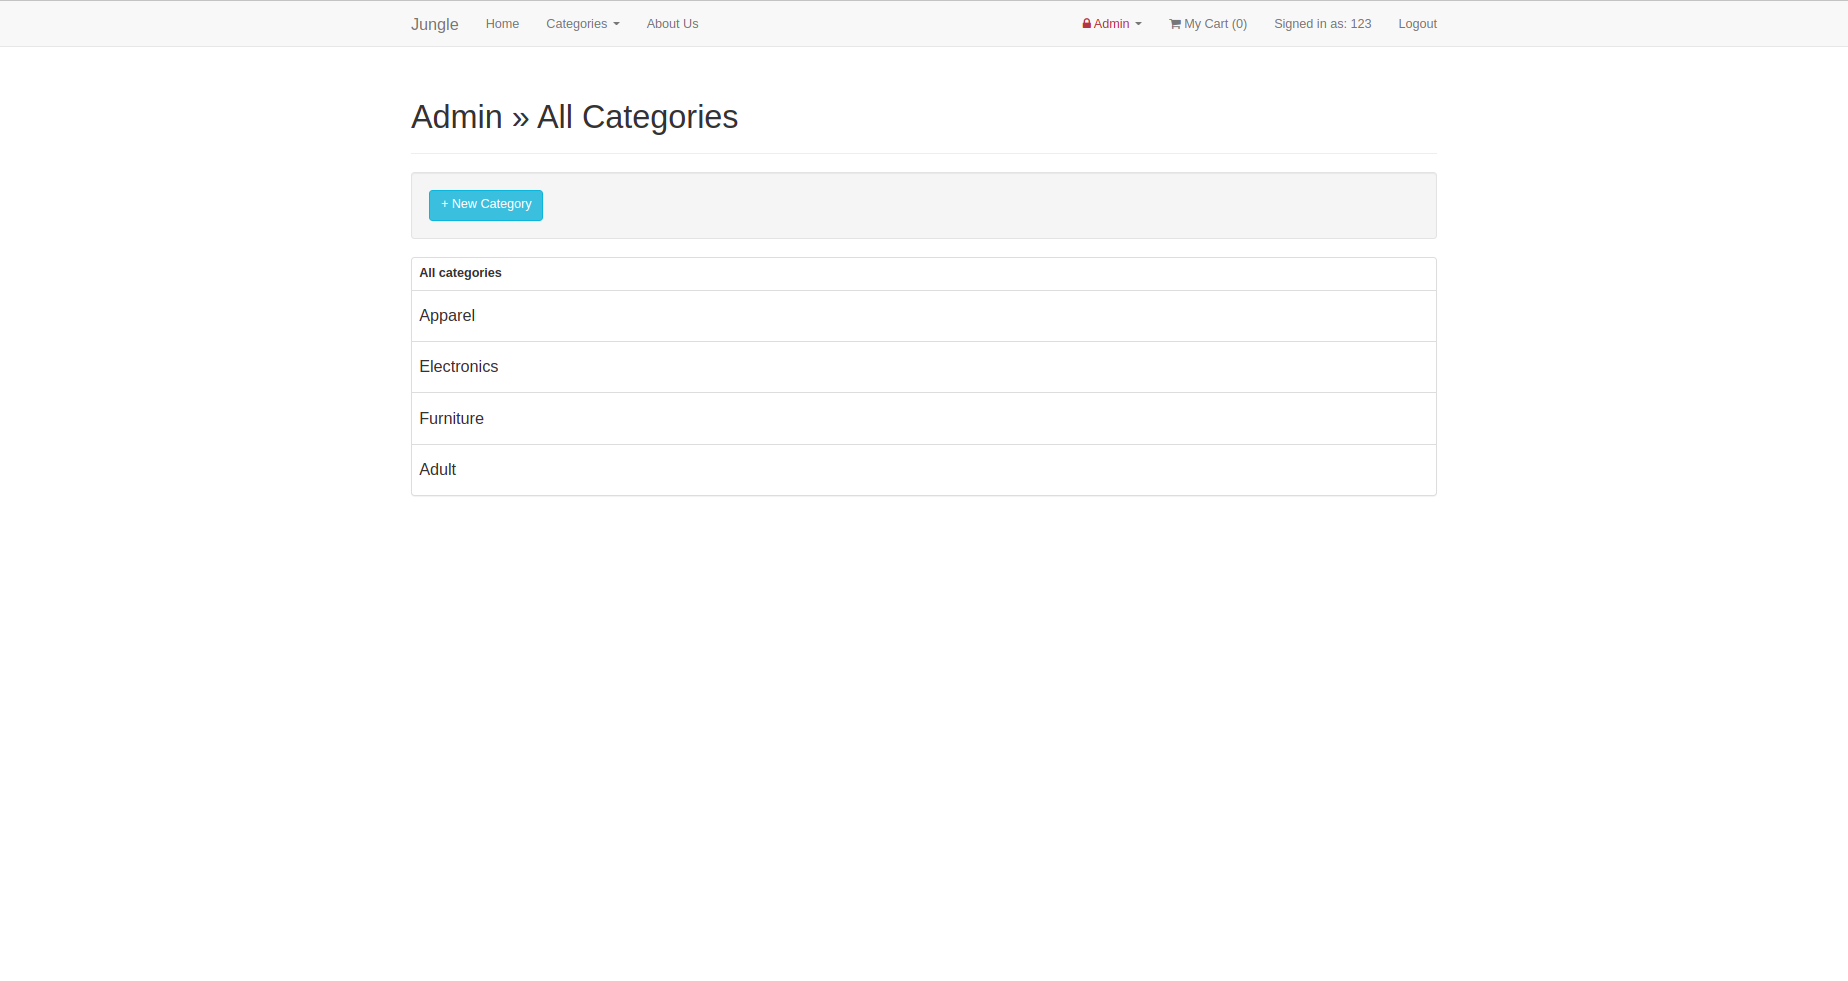 Jungle Home Categories About Us Admin My Cart (0) Signed in as: 123 Logout
Admin » All Categories
+ New Category
All categories
Apparel
Electronics
Furniture
Adult